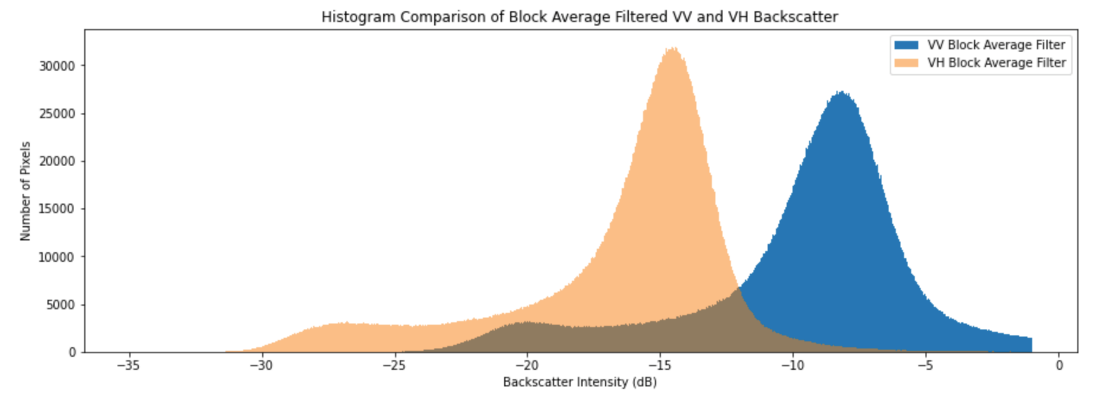 Histogram Comparison of Block Average Filtered VV and VH Backscatter
VV Block Average Filter
VH Block Average Filter
Number of Pixels
30000
25000
20000
15000
10000
5000
0
−35 −30 −25 −20 −15 −10 −5 0
Backscatter Intensity (dB)